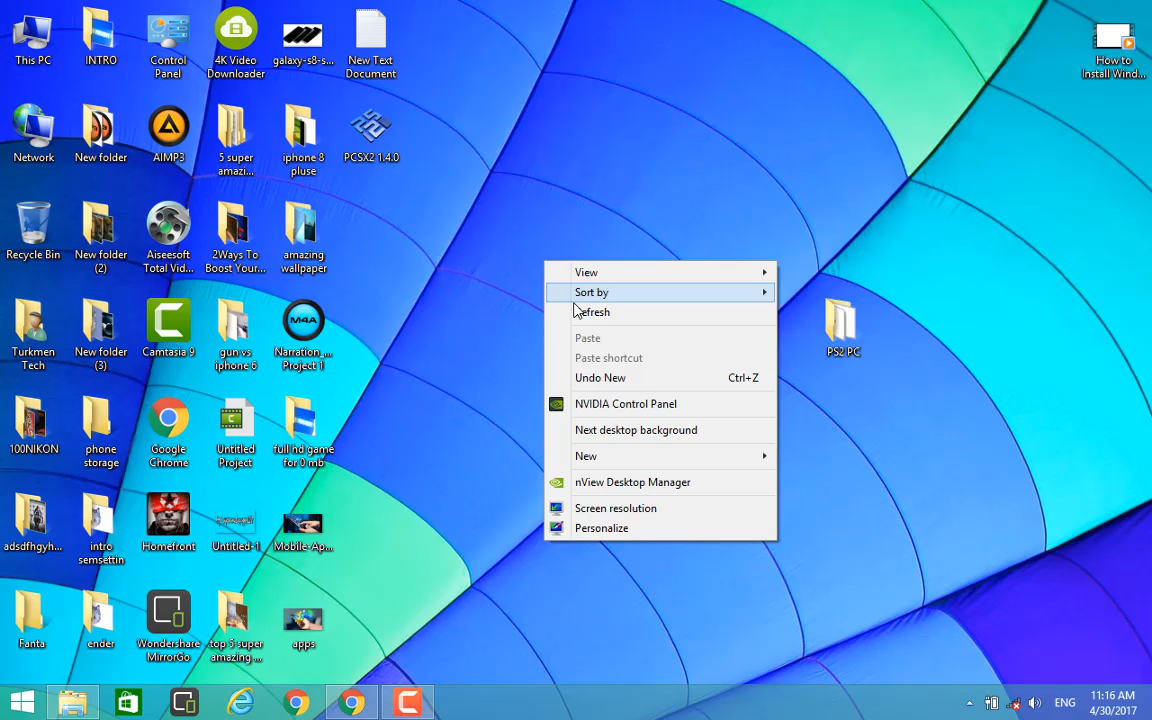 This PC
INTRO
Control
Panel
4K Video
Downloader
galaxy-s8-s...
New Text
Document
How to
Install Wind...
Network
New folder
AIMP3
5 super
amazi...
iphone 8
pluse
PCSX2 1.4.0
Recycle Bin
New folder
(2)
Aiseesoft
Total Vid...
2Ways To
Boost Your...
amazing
wallpaper
Turkmen
Tech
New folder
(3)
Camtasia 9
gun vs
iphone 6
M4A
Narration_...
Project 1
PS2 PC
100NIKON
phone
storage
Google
Chrome
Untitled
Project
full hd game
for 0 mb
adsdfhgyh...
intro
semsettin
Homefront
Untitled-1
Mobile-Ap...
Fanta
ender
Wondershare
MirrorGo
top 5 super
amazing ...
apps
View
Sort by
efresh
Paste
Paste shortcut
Undo New Ctrl+Z
NVIDIA Control Panel
Next desktop background
New
nView Desktop Manager
Screen resolution
Personalize
ENG
11:16 AM
4/30/2017